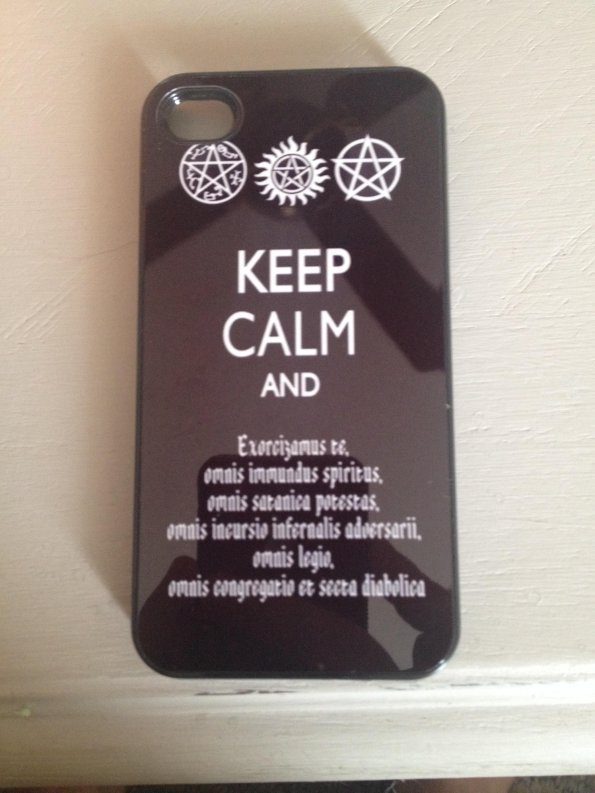 KEEP
CALM
AND
Exorcizamus te,
omnis immundus spiritus,
omnis satanica potestas,
omnis incursio infernalis adversarii,
omnis legio,
omnis congregatio et secta diabolica